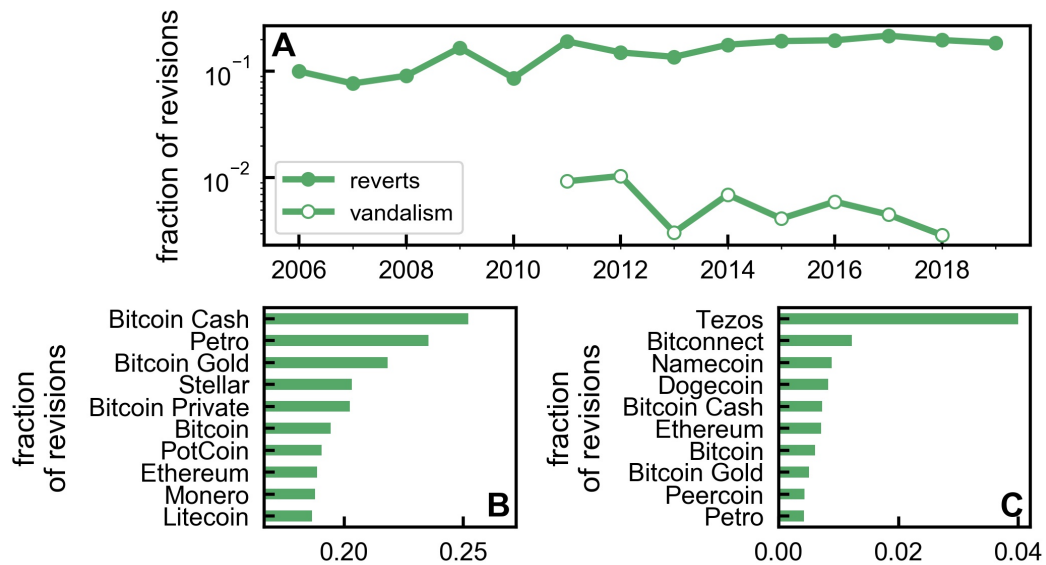 A
fraction of revisions
10⁻¹
10⁻²
reverts
vandalism
2006 2008 2010 2012 2014 2016 2018
fraction
of revisions
Bitcoin Cash
Petro
Bitcoin Gold
Stellar
Bitcoin Private
Bitcoin
PotCoin
Ethereum
Monero
Litecoin
B
0.20 0.25
fraction
of revisions
Tezos
Bitconnect
Namecoin
Dogecoin
Bitcoin Cash
Ethereum
Bitcoin
Bitcoin Gold
Peercoin
Petro
C
0.00 0.02 0.04